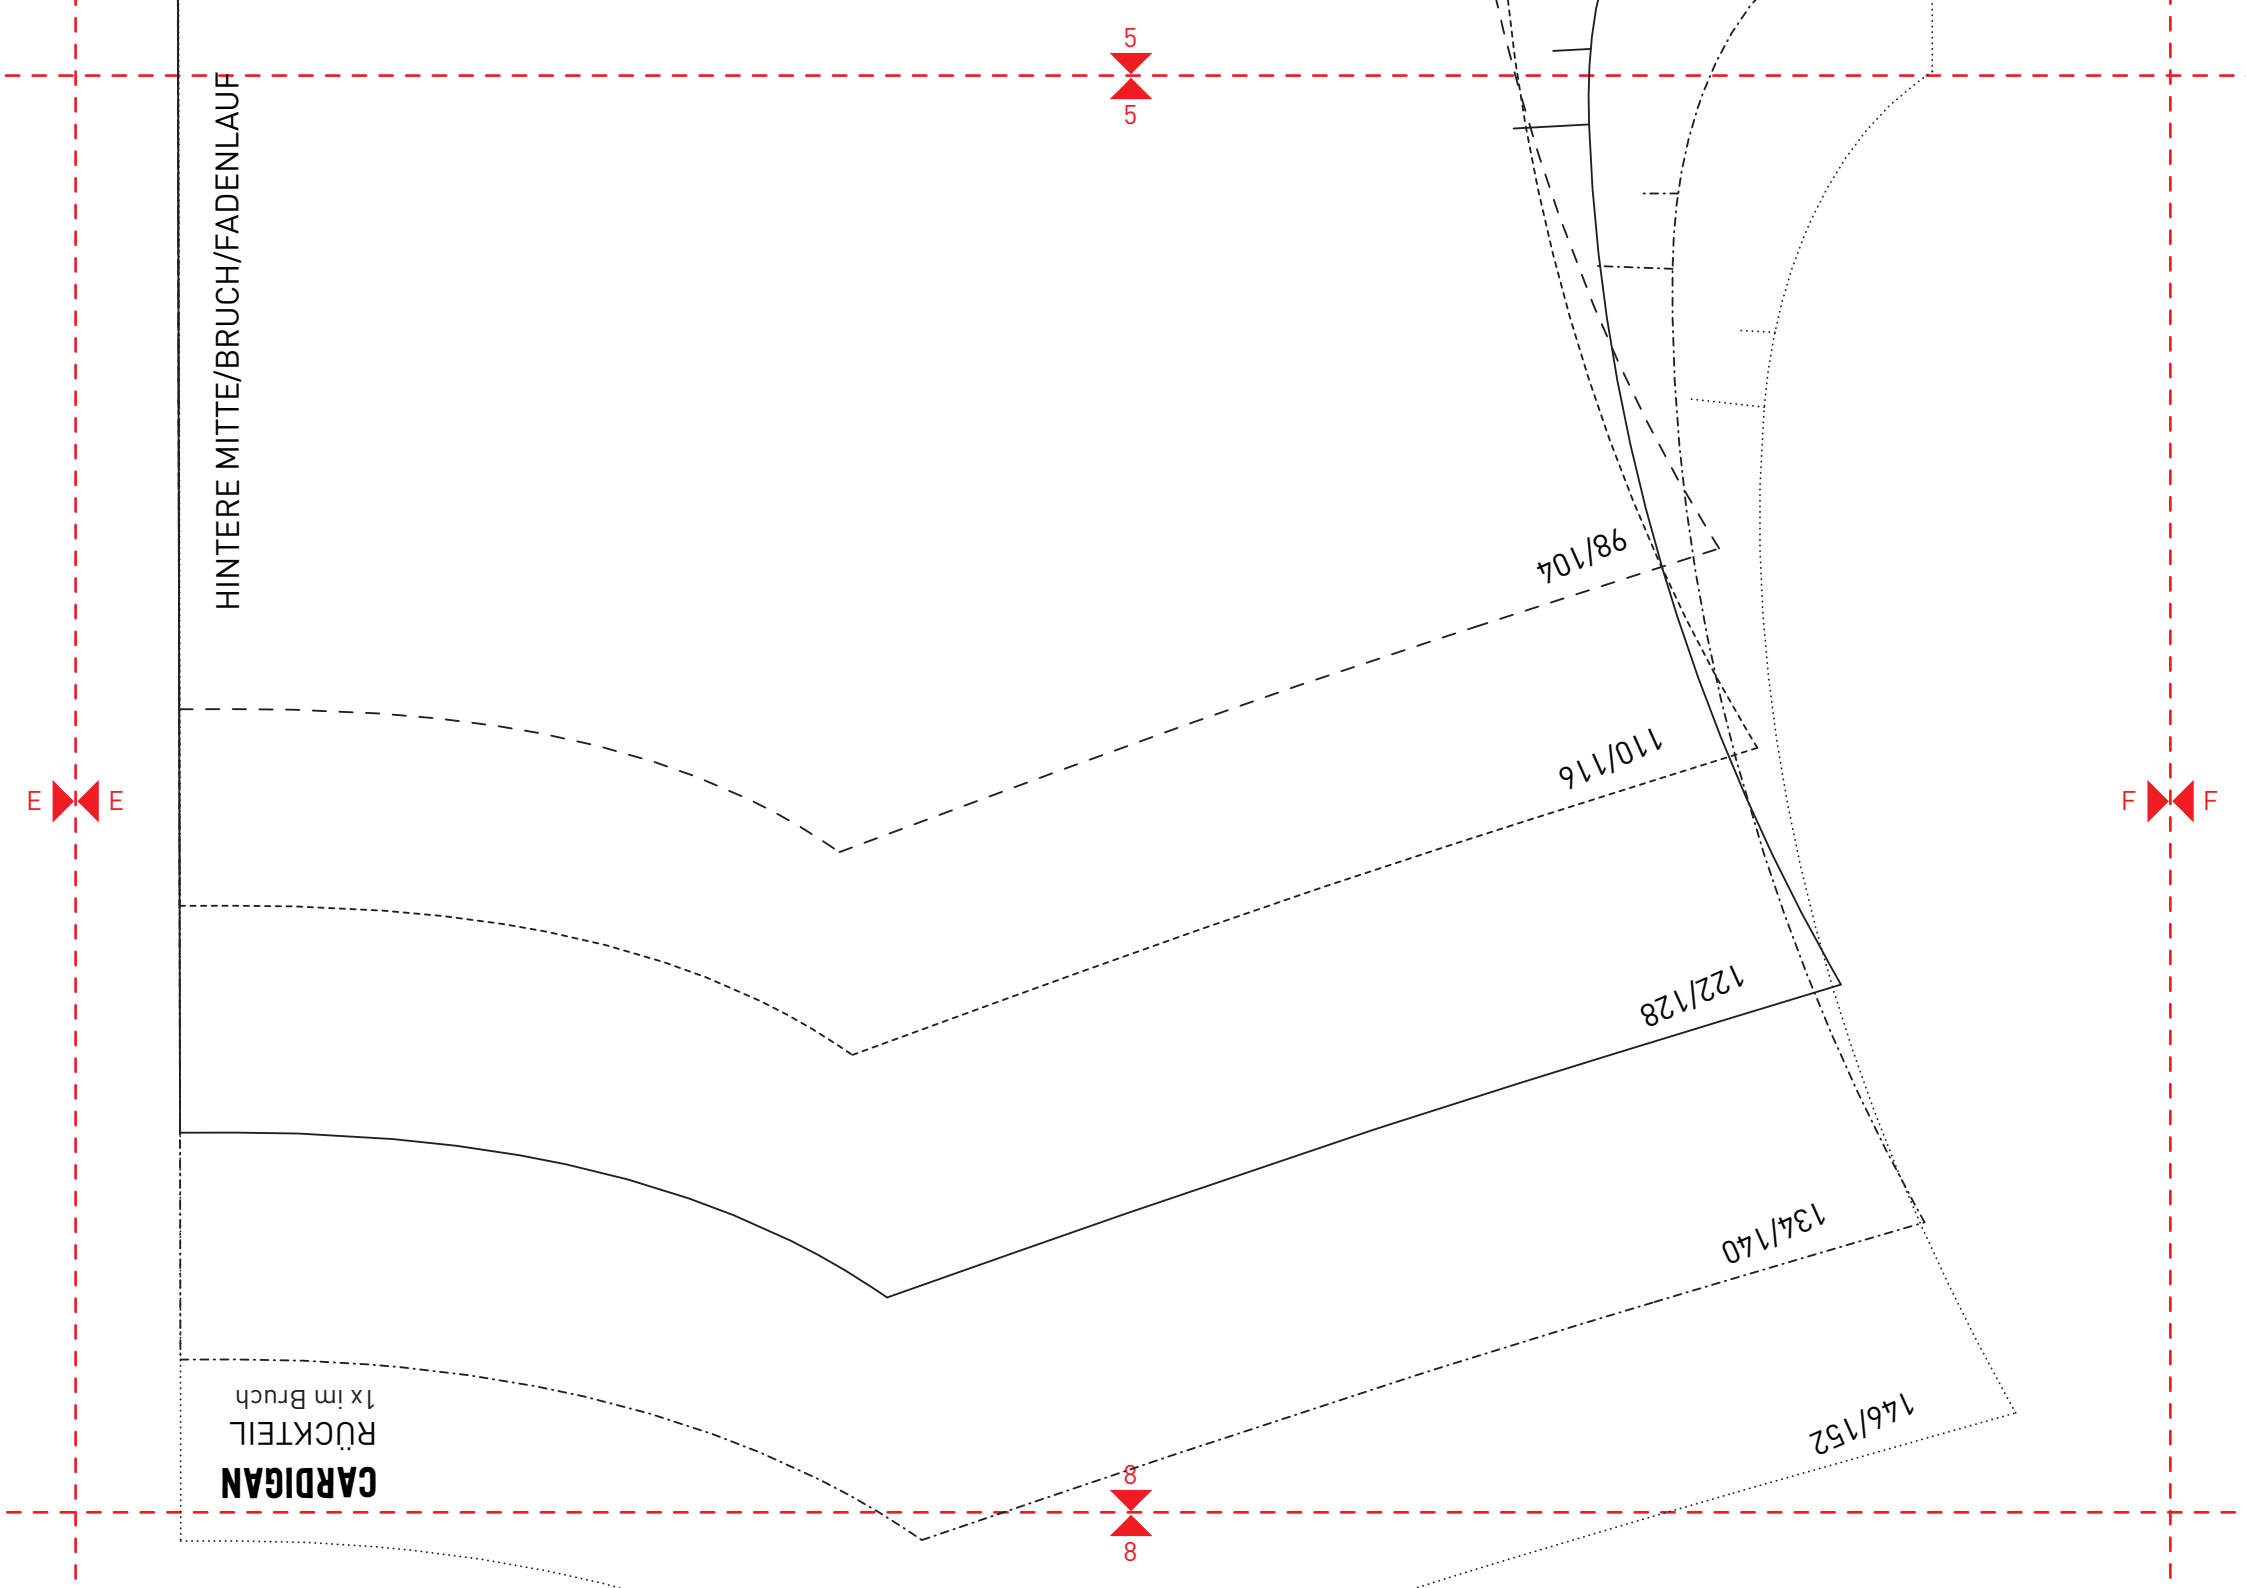 5
5
HINTERE MITTE/BRUCH/FADENLAUF
98/104
110/116
E E
F F
122/128
134/140
146/152
CARDIGAN
RÜCKTEIL
1x im Bruch
8
8